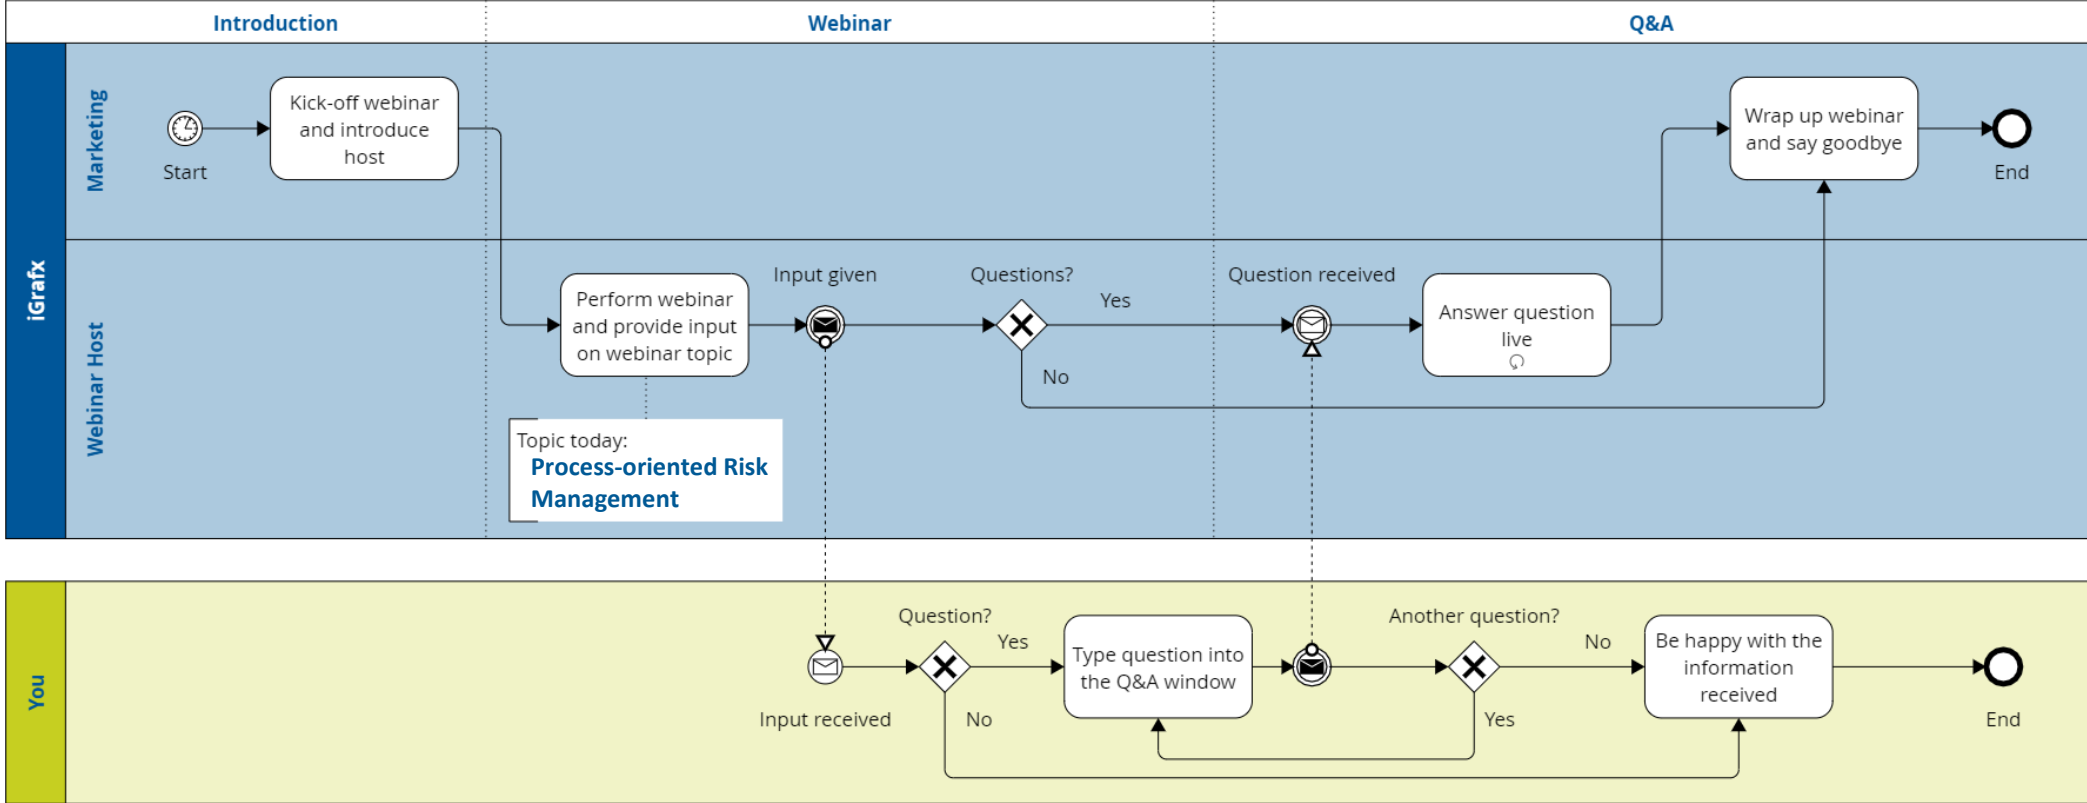 Introduction
Webinar
Q&A
iGrafx
Marketing
Start
Kick-off webinar
and introduce
host
Wrap up webinar
and say goodbye
End
Webinar Host
Perform webinar
and provide input
on webinar topic
Input given
Questions?
Yes
No
Question received
Answer question
live
Topic today:
Process-oriented Risk
Management
You
Input received
Question?
Yes
No
Type question into
the Q&A window
Another question?
No
Yes
Be happy with the
information
received
End